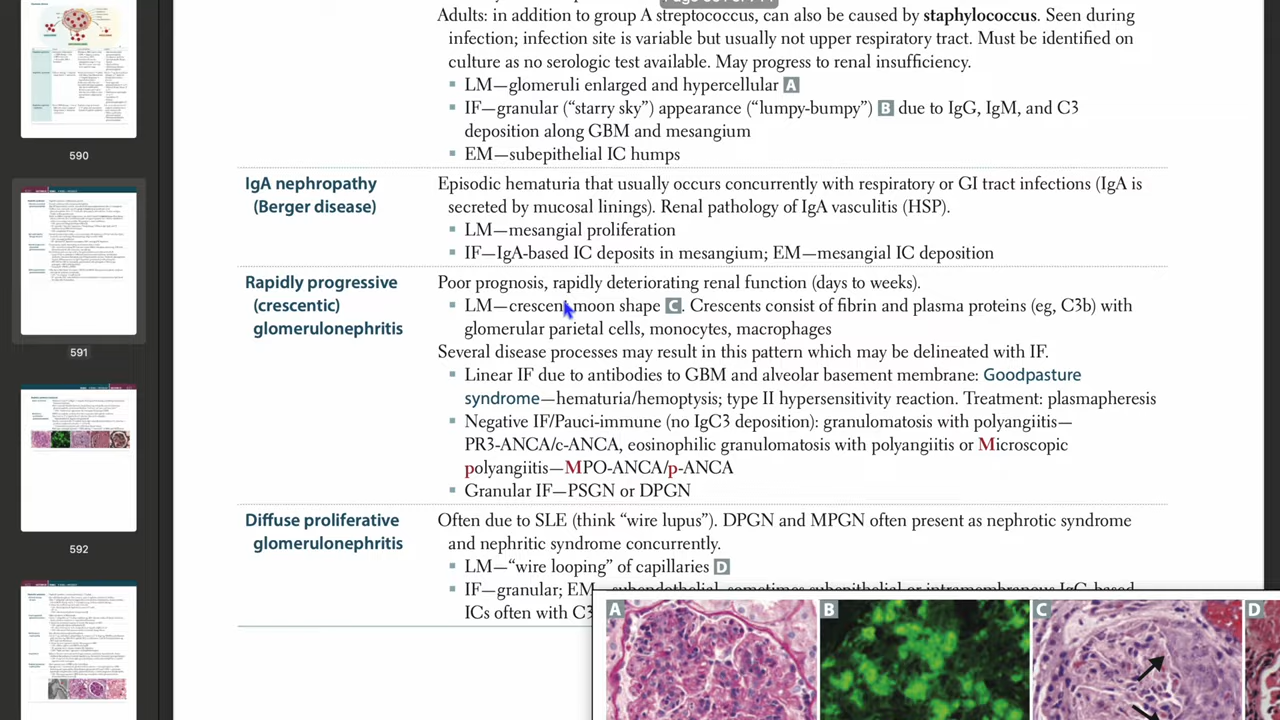 Adults: in addition to group A streptococcus, can also be caused by staphylococcus. Seen during
infection, infection site is variable but usually not pharyngitis or respiratory tract. Must be identified on
culture as serologies not available. May progress to renal insufficiency.
LM—glomeruli enlarged and hypercellular
IF—granular (“starry sky”) appearance (“lumpy-bumpy”) B due to IgG, IgM, and C3
deposition along GBM and mesangium
EM—subepithelial IC humps
IgA nephropathy
(Berger disease)
Episodic hematuria that usually occurs concurrently with respiratory or GI tract infections (IgA is
secreted by mucosal linings). Renal pathology of IgA vasculitis (HSP).
LM—mesangial proliferation
IF—IgA-based IC deposits in mesangium; EM—mesangial IC deposition
Rapidly progressive
(crescentic)
glomerulonephritis
Poor prognosis, rapidly deteriorating renal function (days to weeks).
LM—crescent moon shape C. Crescents consist of fibrin and plasma proteins (eg, C3b) with
glomerular parietal cells, monocytes, macrophages
Several disease processes may result in this pattern which may be delineated with IF.
Linear IF due to antibodies to GBM and alveolar basement membrane: Goodpasture
syndrome—hematuria/hemoptysis; type II hypersensitivity reaction. Treatment: plasmapheresis
Negative IF/Pauci-immune (no IgG C3 deposition): granulomatosis with polyangiitis—
PR3-ANCA/c-ANCA, eosinophilic granulomatosis with polyangiitis or Microscopic
polyangiitis—MPO-ANCA/p-ANCA
Granular IF—PSGN or DPGN
Diffuse proliferative
glomerulonephritis
Often due to SLE (think “wire lupus”). DPGN and MPGN often present as nephrotic syndrome
and nephritic syndrome concurrently.
LM—“wire looping” of capillaries D
IC often with
A
B
C
D
590
591
592